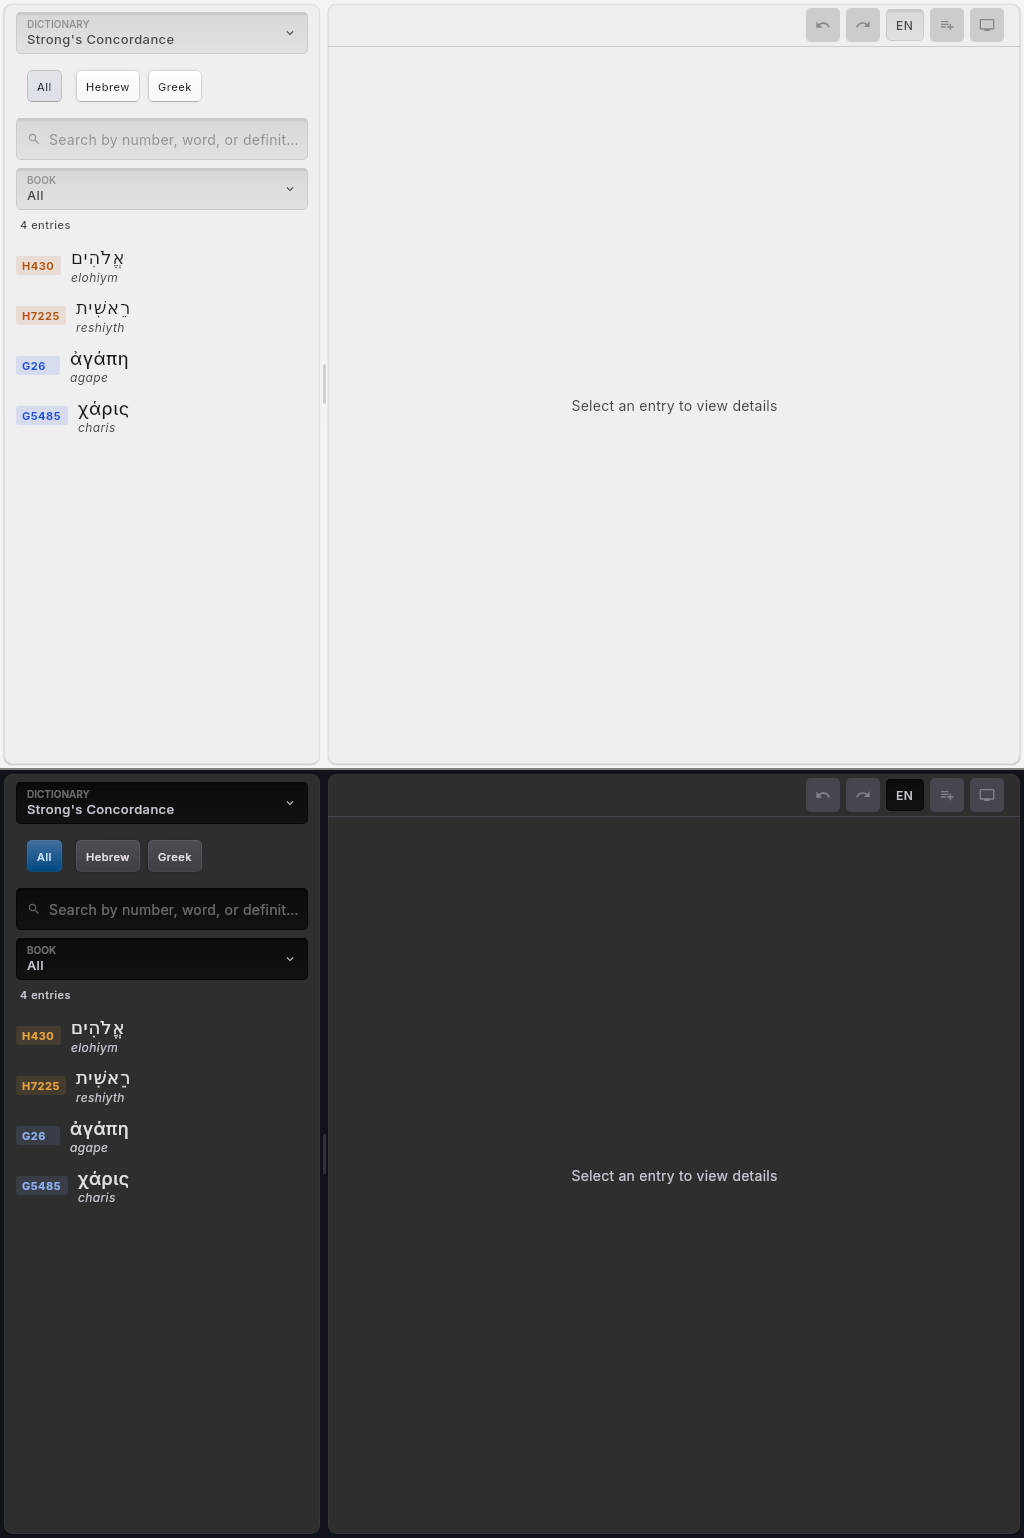 DICTIONARY
Strong's Concordance
EN
All
Hebrew
Greek
Search by number, word, or definit...
BOOK
All
4 entries
H430
אֱלֹהִים
elohiym
H7225
רֵאשִׁית
reshiyth
G26
ἀγάπη
agape
G5485
χάρις
charis
Select an entry to view details
DICTIONARY
Strong's Concordance
EN
All
Hebrew
Greek
Search by number, word, or definit...
BOOK
All
4 entries
H430
אֱלֹהִים
elohiym
H7225
רֵאשִׁית
reshiyth
G26
ἀγάπη
agape
G5485
χάρις
charis
Select an entry to view details